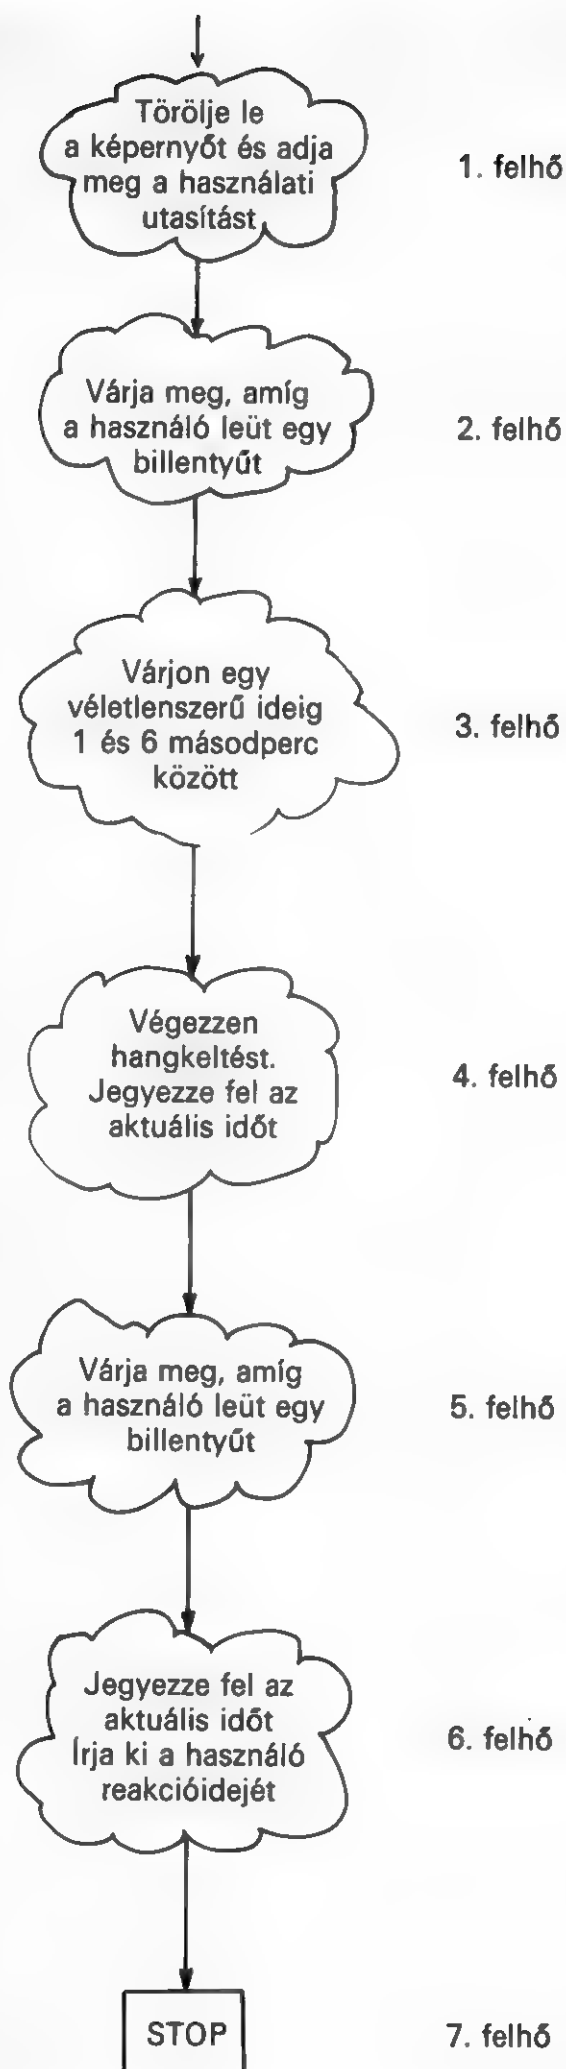 Törölje le
a képernyőt és adja
meg a használati
utasítást
1. felhő
Várja meg, amíg
a használó leüt egy
billentyűt
2. felhő
Várjon egy
véletlenszerű ideig
1 és 6 másodperc
között
3. felhő
Végezzen
hangkeltést.
Jegyezze fel az
aktuális időt
4. felhő
Várja meg, amíg
a használó leüt egy
billentyűt
5. felhő
Jegyezze fel az
aktuális időt
Írja ki a használó
reakcióidejét
6. felhő
STOP
7. felhő